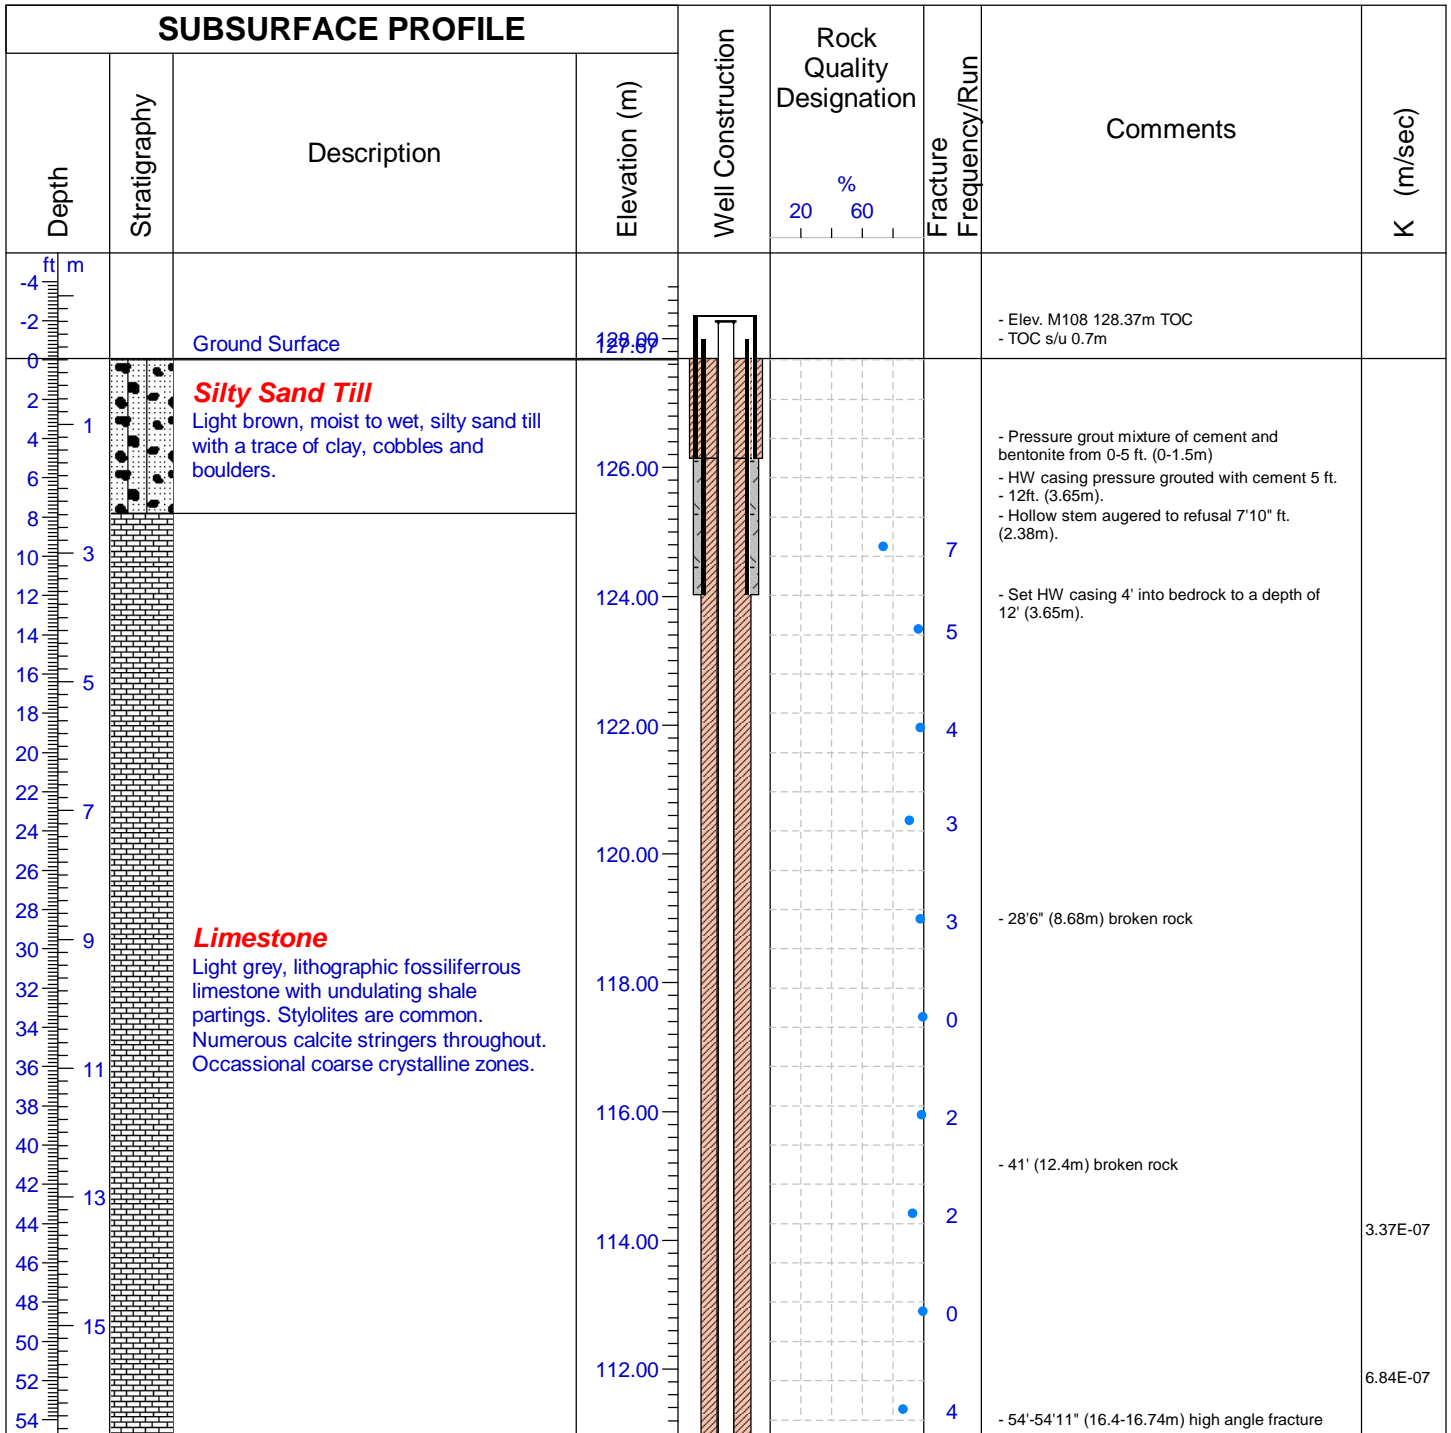 SUBSURFACE PROFILE
Depth
Stratigraphy
Description
Elevation (m)
Well Construction
Rock
Quality
Designation
%
20 60
Fracture
Frequency/Run
Comments
K (m/sec)
ft m
-4
-2
0
2
4
6
8
10
12
14
16
18
20
22
24
26
28
30
32
34
36
38
40
42
44
46
48
50
52
54
1
3
5
7
9
11
13
15
Ground Surface
Silty Sand Till
Light brown, moist to wet, silty sand till
with a trace of clay, cobbles and
boulders.
Limestone
Light grey, lithographic fossiliferrous
limestone with undulating shale
partings. Stylolites are common.
Numerous calcite stringers throughout.
Occassional coarse crystalline zones.
128.00
127.67
126.00
124.00
122.00
120.00
118.00
116.00
114.00
112.00
7
5
4
3
3
0
2
2
0
4
- Elev. M108 128.37m TOC
- TOC s/u 0.7m
- Pressure grout mixture of cement and
bentonite from 0-5 ft. (0-1.5m)
- HW casing pressure grouted with cement 5 ft.
- 12ft. (3.65m).
- Hollow stem augered to refusal 7'10" ft.
(2.38m).
- Set HW casing 4' into bedrock to a depth of
12' (3.65m).
- 28'6" (8.68m) broken rock
- 41' (12.4m) broken rock
- 54'-54'11" (16.4-16.74m) high angle fracture
3.37E-07
6.84E-07